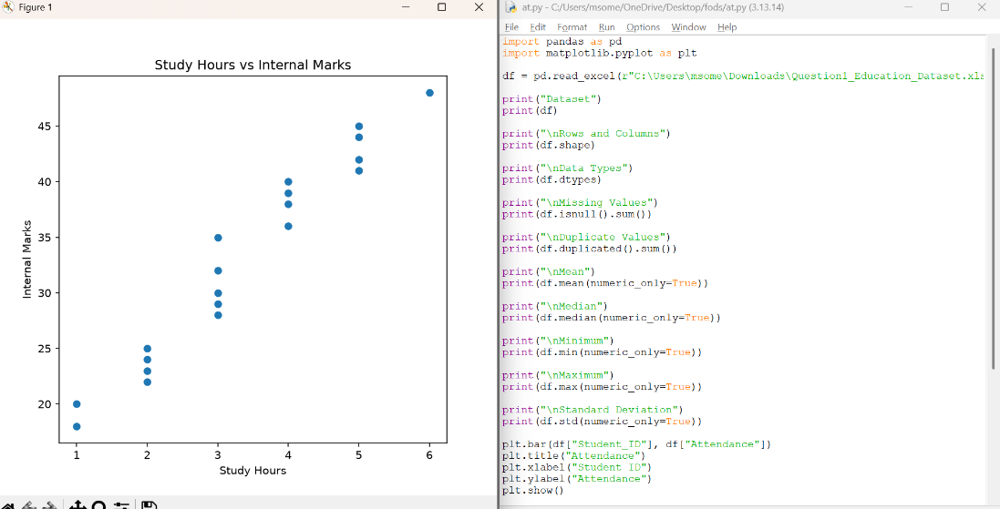 Figure 1
Study Hours vs Internal Marks
45
40
35
30
25
20
Internal Marks
1 2 3 4 5 6
Study Hours
at.py - C:/Users/msome/OneDrive/Desktop/fods/at.py (3.13.14)
File Edit Format Run Options Window Help
import pandas as pd
import matplotlib.pyplot as plt
df = pd.read_excel(r"C:\Users\msome\Downloads\Question1_Education_Dataset.xls
print("Dataset")
print(df)
print("\nRows and Columns")
print(df.shape)
print("\nData Types")
print(df.dtypes)
print("\nMissing Values")
print(df.isnull().sum())
print("\nDuplicate Values")
print(df.duplicated().sum())
print("\nMean")
print(df.mean(numeric_only=True))
print("\nMedian")
print(df.median(numeric_only=True))
print("\nMinimum")
print(df.min(numeric_only=True))
print("\nMaximum")
print(df.max(numeric_only=True))
print("\nStandard Deviation")
print(df.std(numeric_only=True))
plt.bar(df["Student_ID"], df["Attendance"])
plt.title("Attendance")
plt.xlabel("Student ID")
plt.ylabel("Attendance")
plt.show()